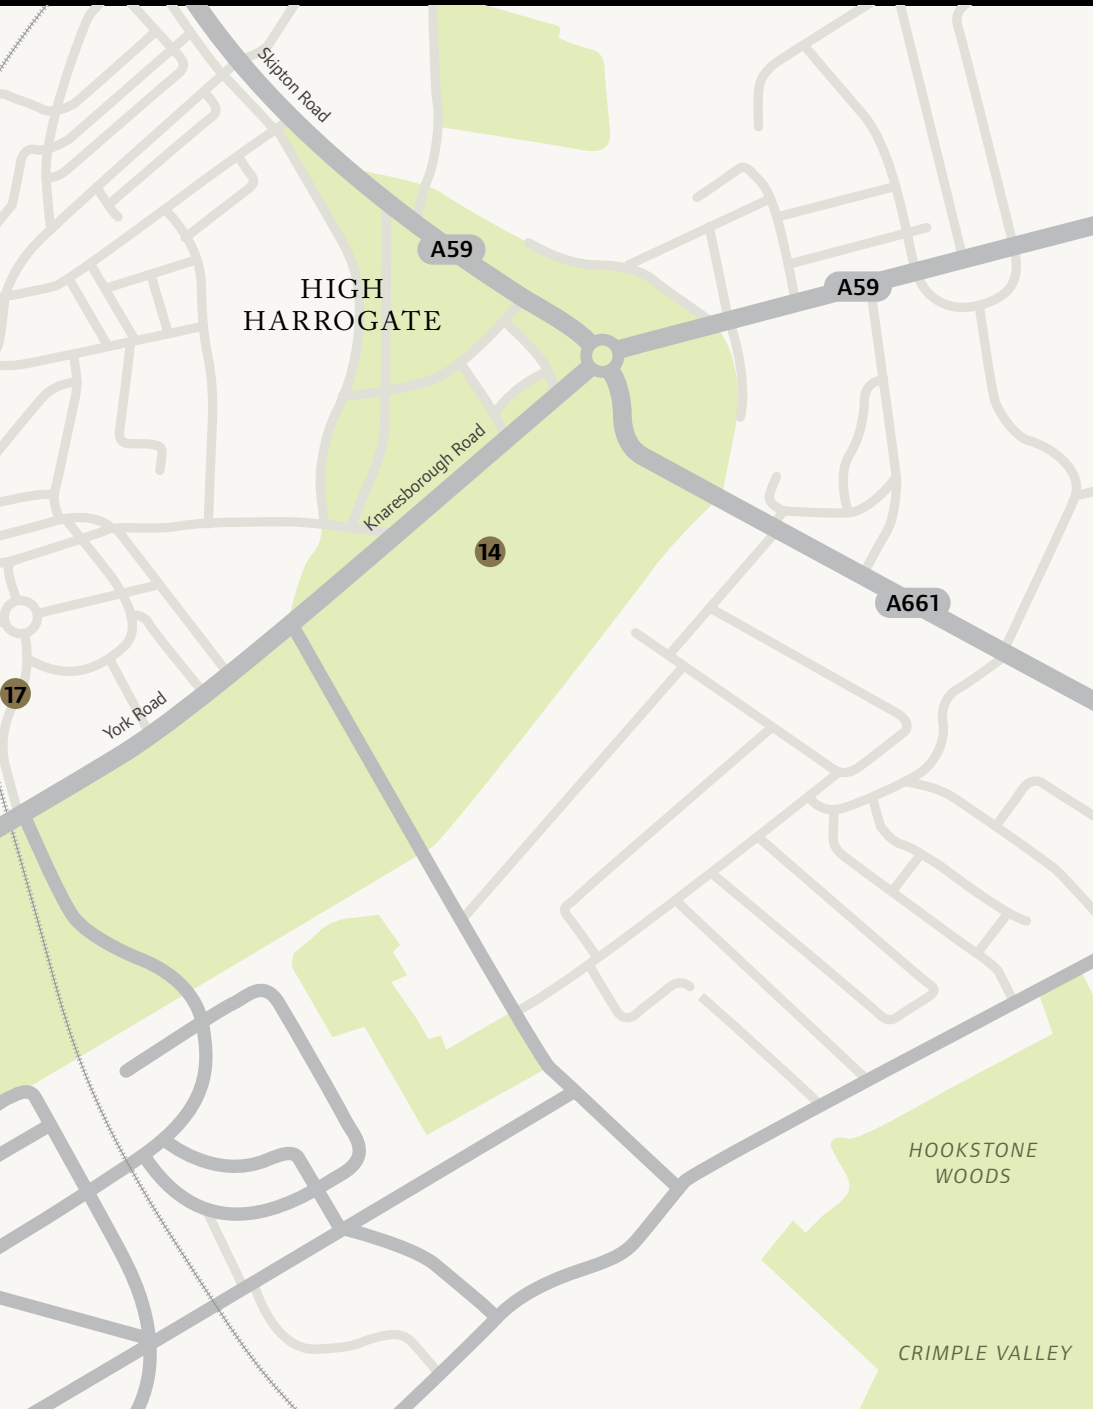 Skipton Road
A59
A59
HIGH
HARROGATE
Knaresborough Road
14
A661
17
York Road
HOOKSTONE
WOODS
CRIMPLE VALLEY